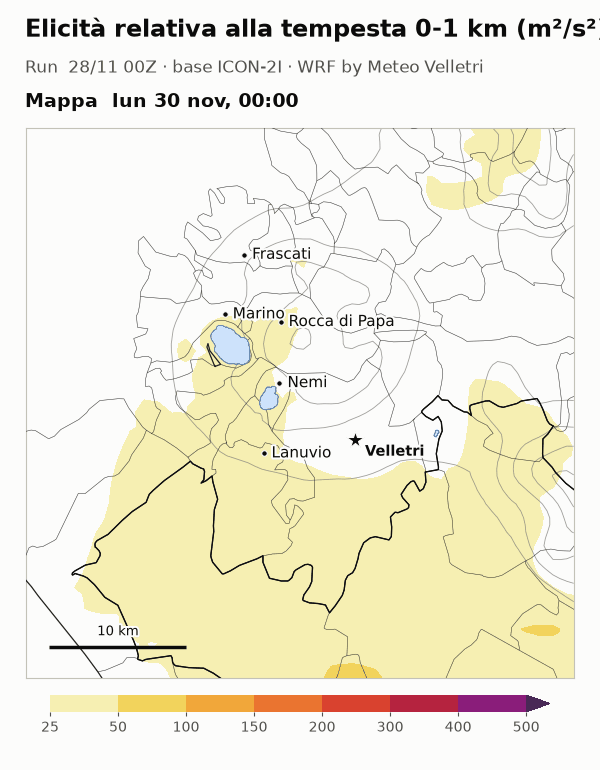 Elicità relativa alla tempesta 0-1 km (m²/s²)
Run 28/11 00Z · base ICON-2I · WRF by Meteo Velletri
Mappa lun 30 nov, 00:00
Frascati
Marino
Rocca di Papa
Nemi
Velletri
Lanuvio
10 km
25 50 100 150 200 300 400 500